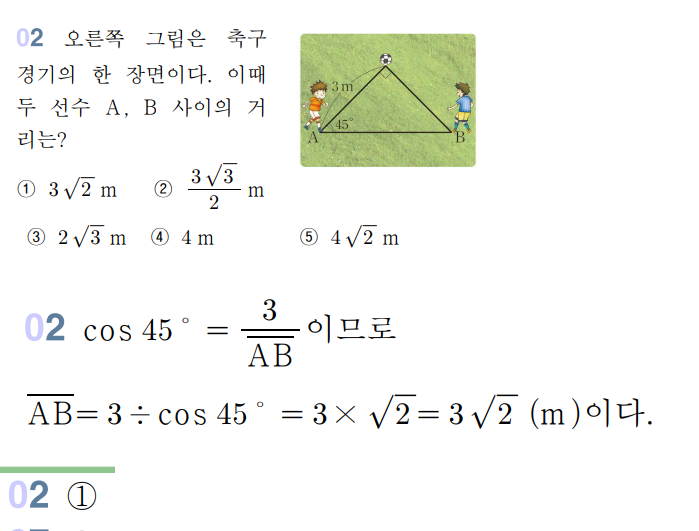 02 오른쪽 그림은 축구
경기의 한 장면이다. 이때
두 선수 A, B 사이의 거
리는?
3 m
45°
A
B
① 3√2 m ② 3√3/2 m
③ 2√3 m ④ 4 m ⑤ 4√2 m
02 cos 45° = 3/A̅B̅ 이므로
A̅B̅ = 3 ÷ cos 45° = 3 × √2 = 3√2 (m)이다.
02 ①